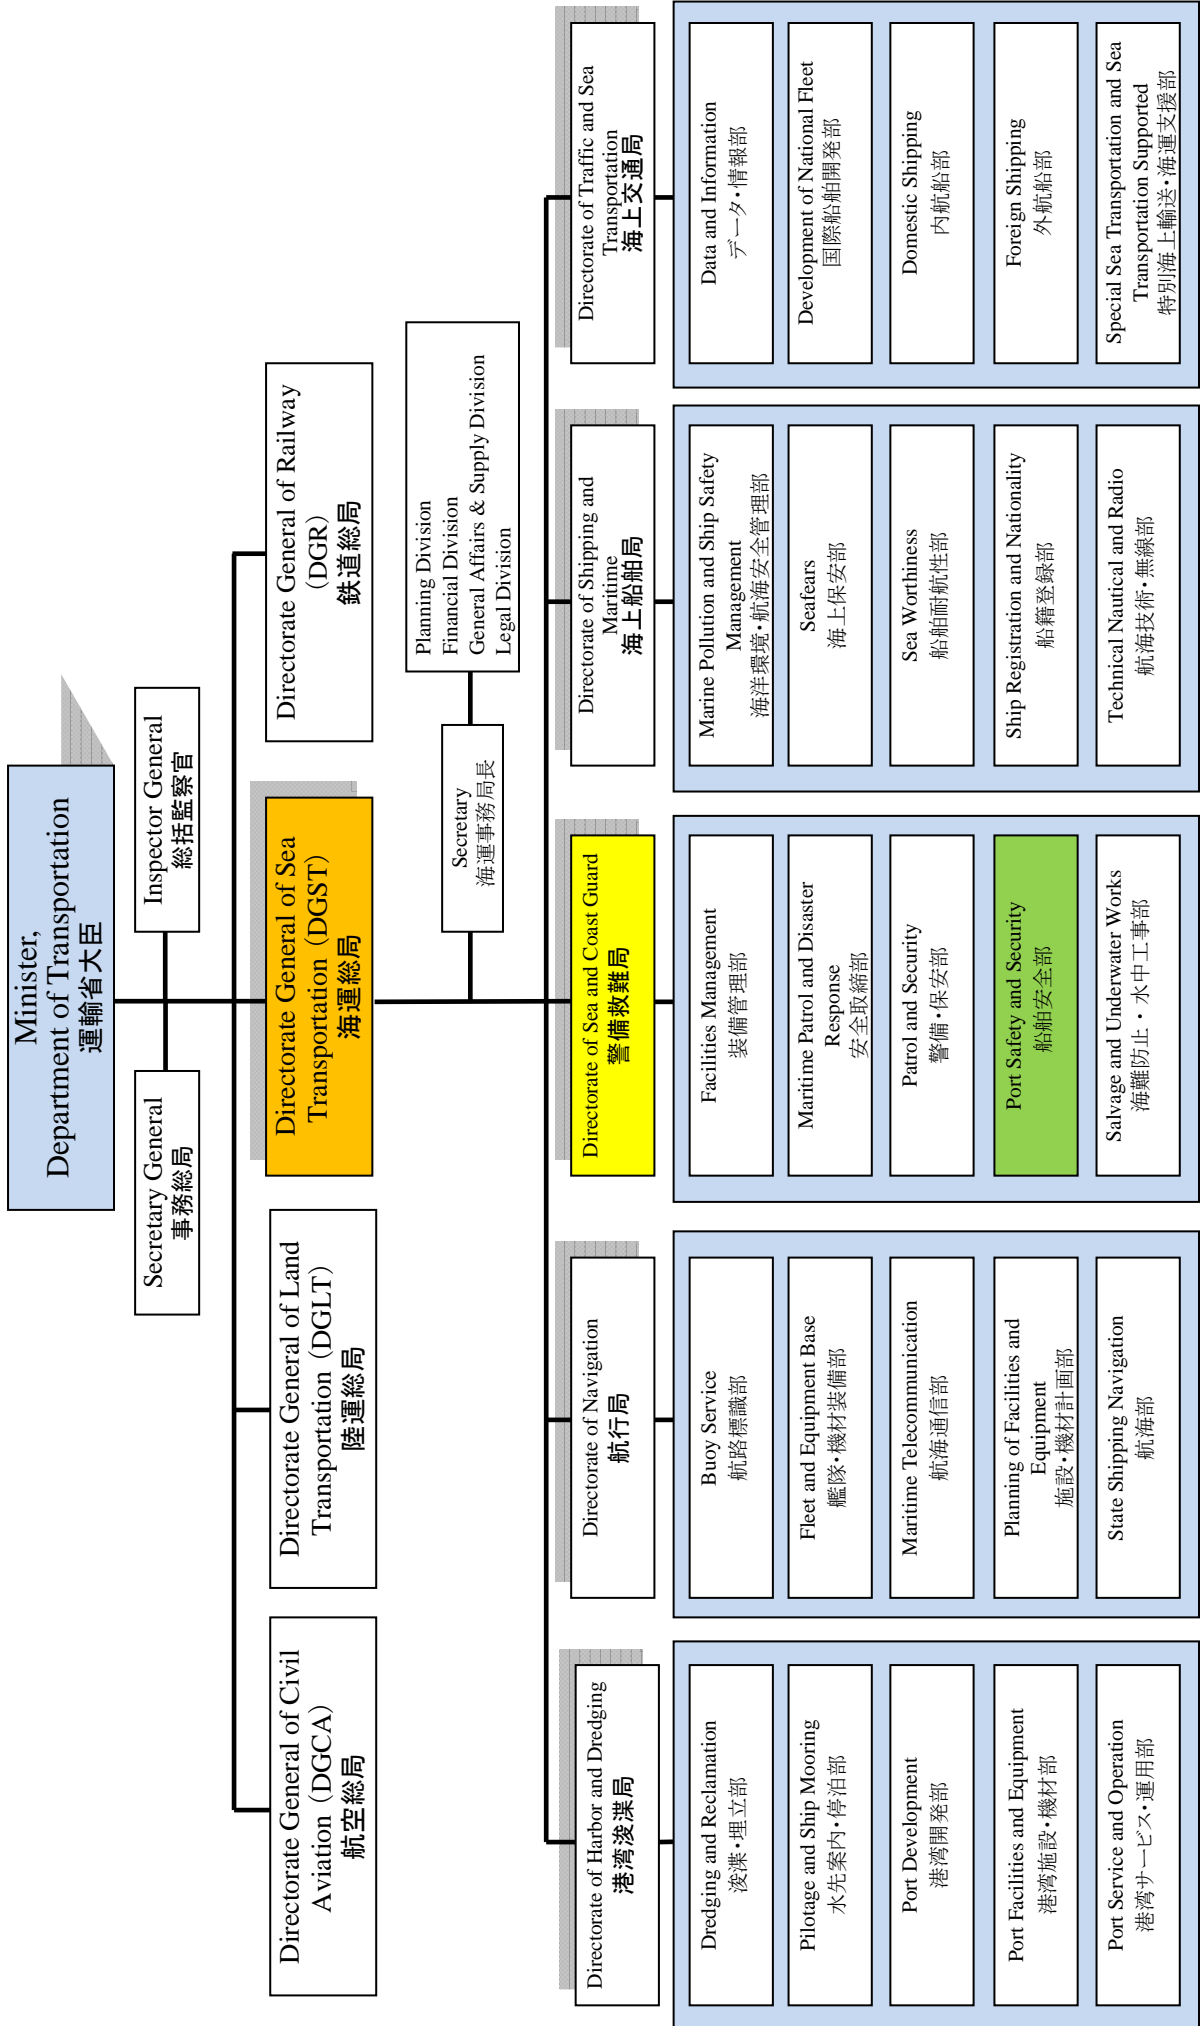 Minister,
Department of Transportation
運輸省大臣
Secretary General
事務総局
Inspector General
総括監察官
Directorate General of Civil
Aviation (DGCA)
航空総局
Directorate General of Land
Transportation (DGLT)
陸運総局
Directorate General of Sea
Transportation (DGST)
海運総局
Directorate General of Railway
(DGR)
鉄道総局
Secretary
海運事務局長
Planning Division
Financial Division
General Affairs & Supply Division
Legal Division
Directorate of Harbor and Dredging
港湾浚渫局
Dredging and Reclamation
浚渫・埋立部
Pilotage and Ship Mooring
水先案内・停泊部
Port Development
港湾開発部
Port Facilities and Equipment
港湾施設・機材部
Port Service and Operation
港湾サービス・運用部
Directorate of Navigation
航行局
Buoy Service
航路標識部
Fleet and Equipment Base
艦隊・機材装備部
Maritime Telecommunication
航海通信部
Planning of Facilities and
Equipment
施設・機材計画部
State Shipping Navigation
航海部
Directorate of Sea and Coast Guard
警備救難局
Facilities Management
装備管理部
Maritime Patrol and Disaster
Response
安全取締部
Patrol and Security
警備・保安部
Port Safety and Security
船舶安全部
Salvage and Underwater Works
海難防止・水中工事部
Directorate of Shipping and
Maritime
海上船舶局
Marine Pollution and Ship Safety
Management
海洋環境・航海安全管理部
Seafears
海上保安部
Sea Worthiness
船舶耐航性部
Ship Registration and Nationality
船籍登録部
Technical Nautical and Radio
航海技術・無線部
Directorate of Traffic and Sea
Transportation
海上交通局
Data and Information
データ・情報部
Development of National Fleet
国際船舶開発部
Domestic Shipping
内航船部
Foreign Shipping
外航船部
Special Sea Transportation and Sea
Transportation Supported
特別海上輸送・海運支援部